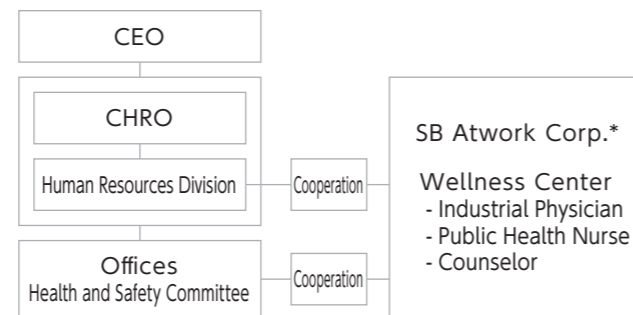 CEO
CHRO
Human Resources Division
Cooperation
Offices
Health and Safety Committee
Cooperation
SB Atwork Corp.*
Wellness Center
- Industrial Physician
- Public Health Nurse
- Counselor